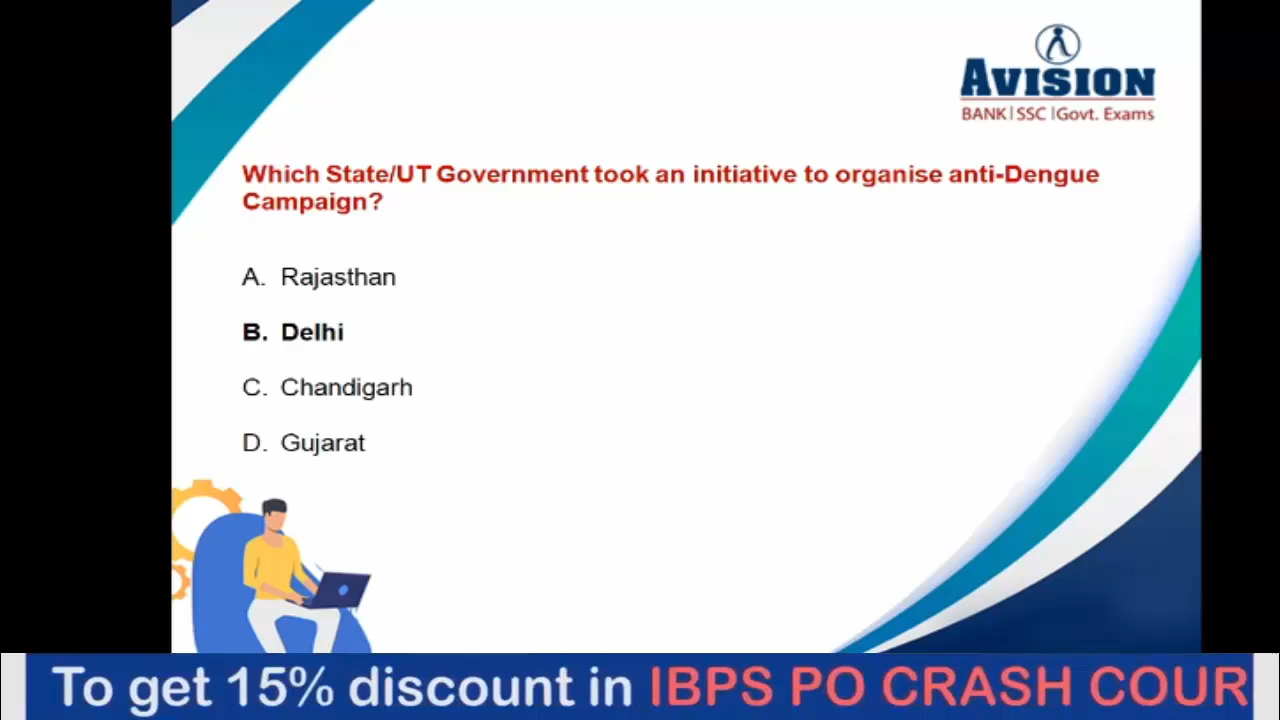 AVISION
BANK|SSC|Govt. Exams
Which State/UT Government took an initiative to organise anti-Dengue
Campaign?
A. Rajasthan
B. Delhi
C. Chandigarh
D. Gujarat
To get 15% discount in IBPS PO CRASH COUR